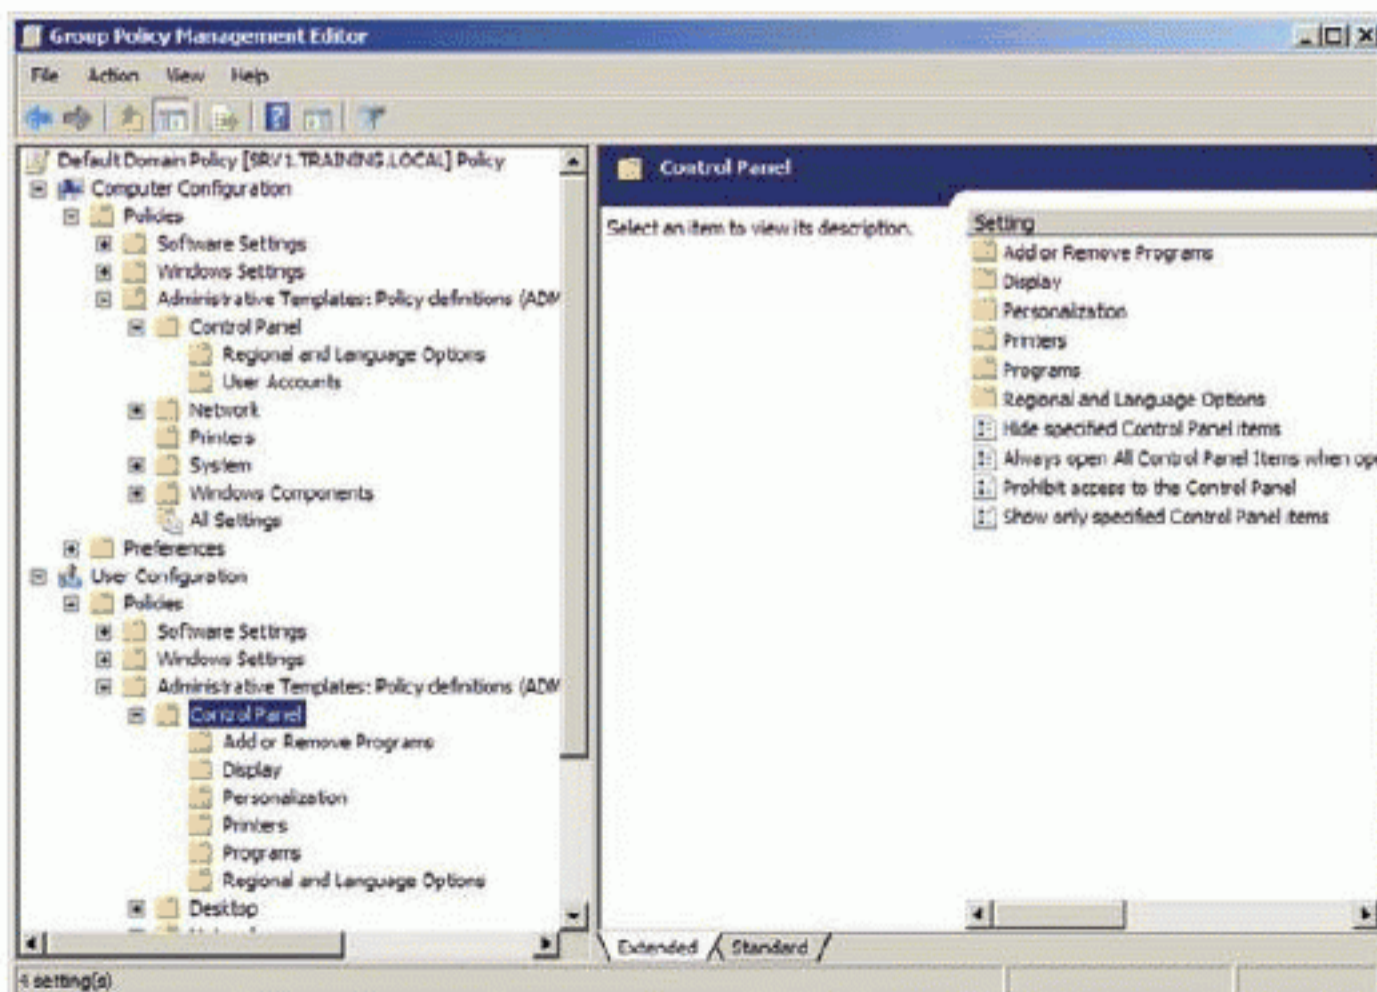 Group Policy Management Editor
File Action View Help
Default Domain Policy [SRV1.TRAINING.LOCAL] Policy
Computer Configuration
Policies
Software Settings
Windows Settings
Administrative Templates: Policy definitions (ADM
Control Panel
Regional and Language Options
User Accounts
Network
Printers
System
Windows Components
All Settings
Preferences
User Configuration
Policies
Software Settings
Windows Settings
Administrative Templates: Policy definitions (ADM
Control Panel
Add or Remove Programs
Display
Personalization
Printers
Programs
Regional and Language Options
Desktop
Control Panel
Select an item to view its description.
Setting
Add or Remove Programs
Display
Personalization
Printers
Programs
Regional and Language Options
Hide specified Control Panel items
Always open All Control Panel Items when ope
Prohibit access to the Control Panel
Show only specified Control Panel items
Extended Standard
4 setting(s)